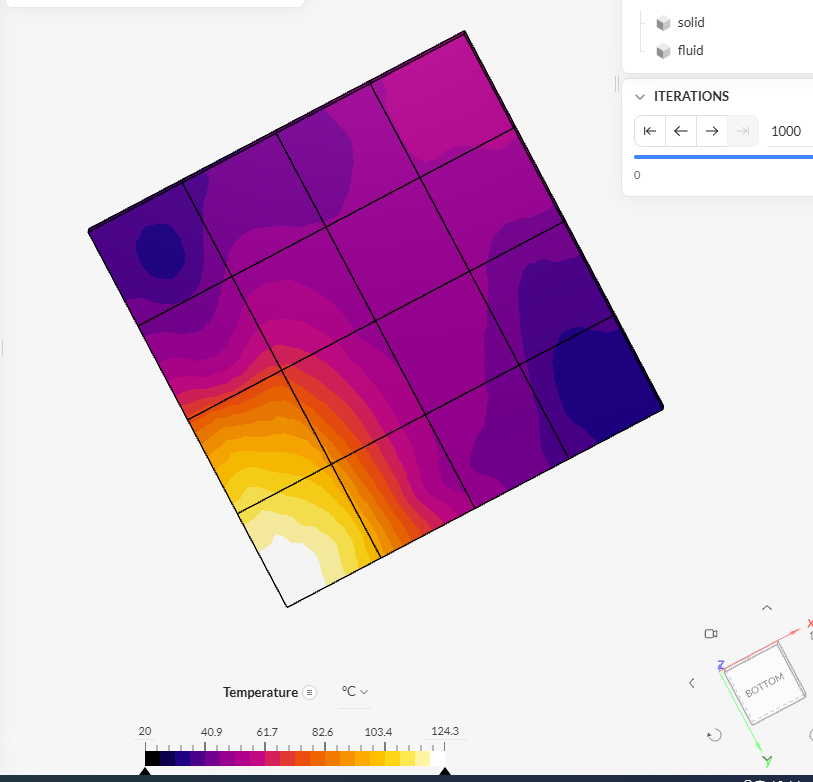 solid
fluid
ITERATIONS
1000
0
Temperature
°C
20 40.9 61.7 82.6 103.4 124.3
X
Z
BOTTOM
Y